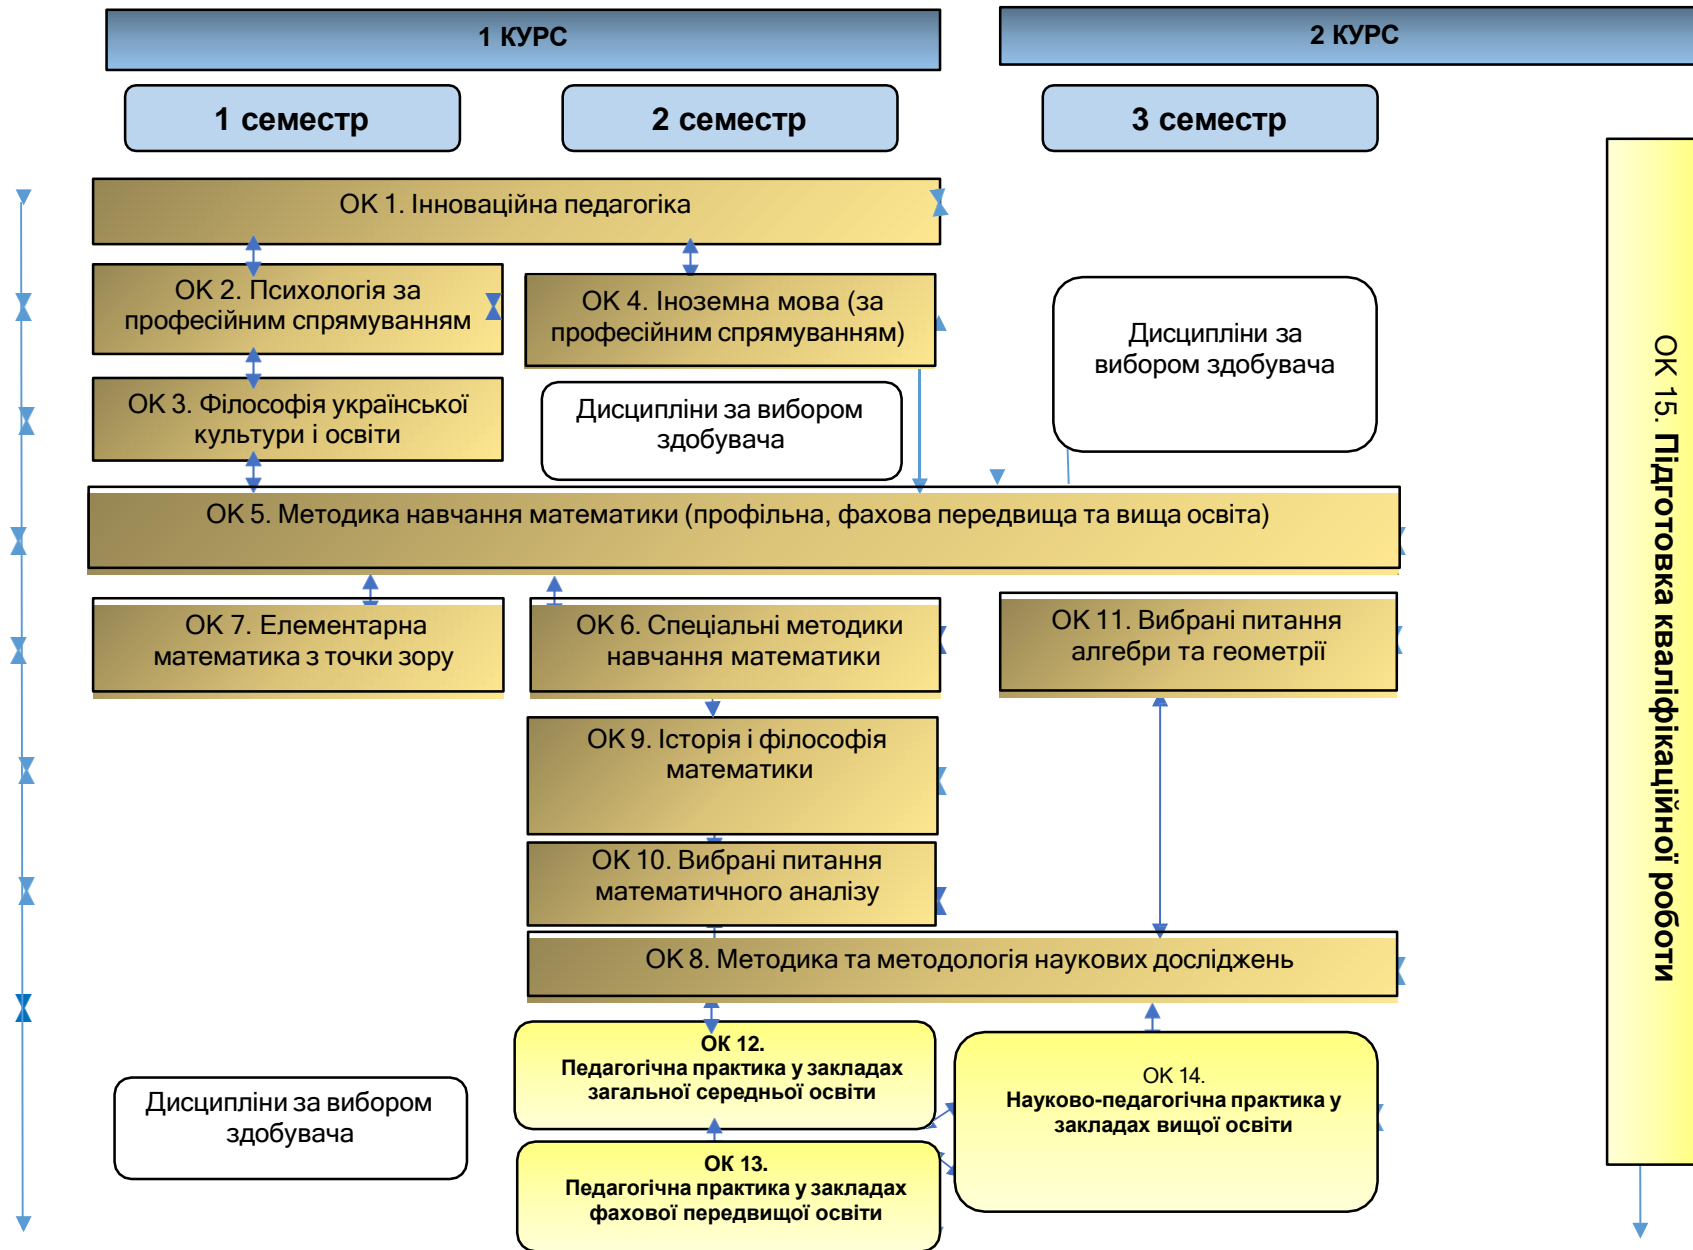 1 КУРС
2 КУРС
1 семестр
2 семестр
3 семестр
ОК 1. Інноваційна педагогіка
ОК 2. Психологія за
професійним спрямуванням
ОК 4. Іноземна мова (за
професійним спрямуванням)
Дисципліни за
вибором здобувача
ОК 3. Філософія української
культури і освіти
Дисципліни за вибором
здобувача
ОК 5. Методика навчання математики (профільна, фахова передвища та вища освіта)
ОК 7. Елементарна
математика з точки зору
ОК 6. Спеціальні методики
навчання математики
ОК 11. Вибрані питання
алгебри та геометрії
ОК 9. Історія і філософія
математики
ОК 10. Вибрані питання
математичного аналізу
ОК 8. Методика та методологія наукових досліджень
ОК 12.
Педагогічна практика у закладах
загальної середньої освіти
ОК 14.
Науково-педагогічна практика у
закладах вищої освіти
Дисципліни за вибором
здобувача
ОК 13.
Педагогічна практика у закладах
фахової передвищої освіти
ОК 15. Підготовка кваліфікаційної роботи